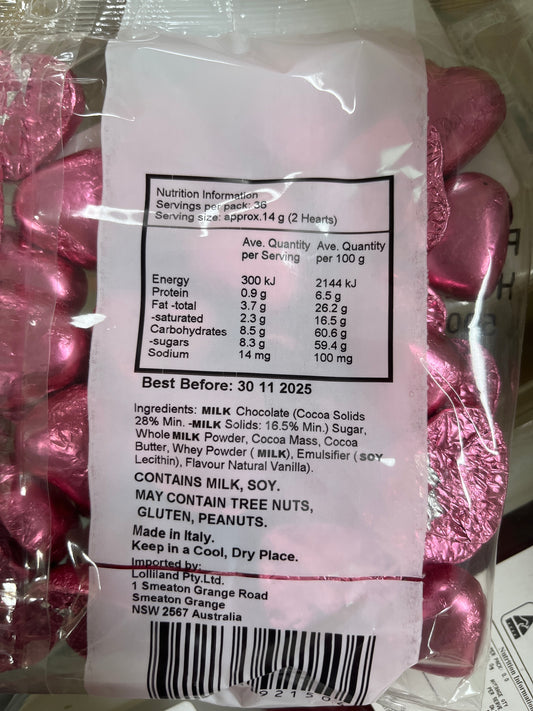 Nutrition Information
Servings per pack: 36
Serving size: approx.14 g (2 Hearts)
Ave. Quantity Ave. Quantity
per Serving per 100 g
Energy 300 kJ 2144 kJ
Protein 0.9 g 6.5 g
Fat -total 3.7 g 26.2 g
-saturated 2.3 g 16.5 g
Carbohydrates 8.5 g 60.6 g
-sugars 8.3 g 59.4 g
Sodium 14 mg 100 mg
Best Before: 30 11 2025
Ingredients: MILK Chocolate (Cocoa Solids
28% Min. -MILK Solids: 16.5% Min.) Sugar,
Whole MILK Powder, Cocoa Mass, Cocoa
Butter, Whey Powder ( MILK), Emulsifier (SOY
Lecithin), Flavour Natural Vanilla).
CONTAINS MILK, SOY.
MAY CONTAIN TREE NUTS,
GLUTEN, PEANUTS.
Made in Italy.
Keep in a Cool, Dry Place.
Imported by:
Lolliland Pty.Ltd.
1 Smeaton Grange Road
Smeaton Grange
NSW 2567 Australia
Nutrition Information